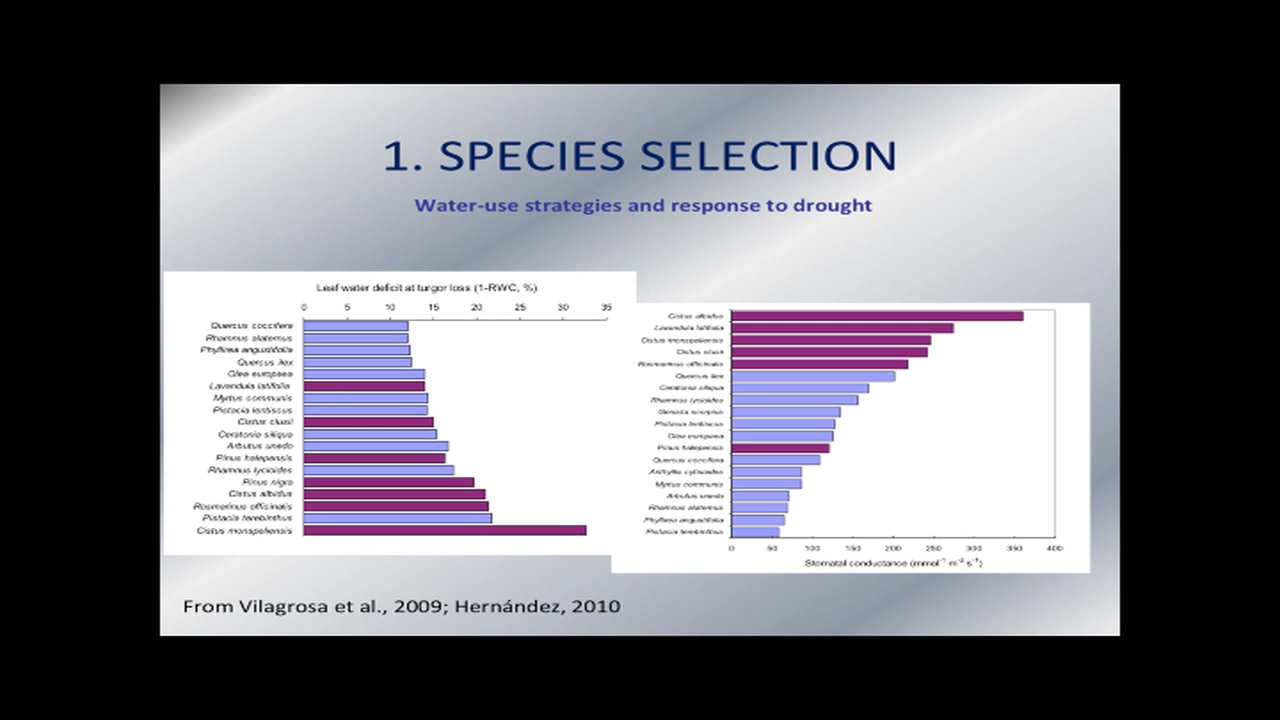 1. SPECIES SELECTION
Water-use strategies and response to drought
Leaf water deficit at turgor loss (1-RWC, %)
0 5 10 15 20 25 30 35
Quercus coccifera
Rhamnus alaternus
Phyllirea angustifolia
Quercus ilex
Olea europaea
Lavandula latifolia
Myrtus communis
Pistacia lentiscus
Cistus clusii
Ceratonia siliqua
Arbutus unedo
Pinus halepensis
Rhamnus lycioides
Pinus nigra
Cistus albidus
Rosmarinus officinalis
Pistacia terebinthus
Cistus monspeliensis
Cistus albidus
Lavandula latifolia
Cistus monspeliensis
Cistus clusii
Rosmarinus officinalis
Quercus ilex
Ceratonia siliqua
Rhamnus lycioides
Genista scorpius
Pistacia lentiscus
Olea europaea
Pinus halepensis
Quercus coccifera
Anthyllis cytisoides
Myrtus communis
Arbutus unedo
Rhamnus alaternus
Phyllirea angustifolia
Pistacia terebinthus
0 50 100 150 200 250 300 350 400
Stomatal conductance (mmol⁻¹ m⁻² s⁻¹)
From Vilagrosa et al., 2009; Hernández, 2010